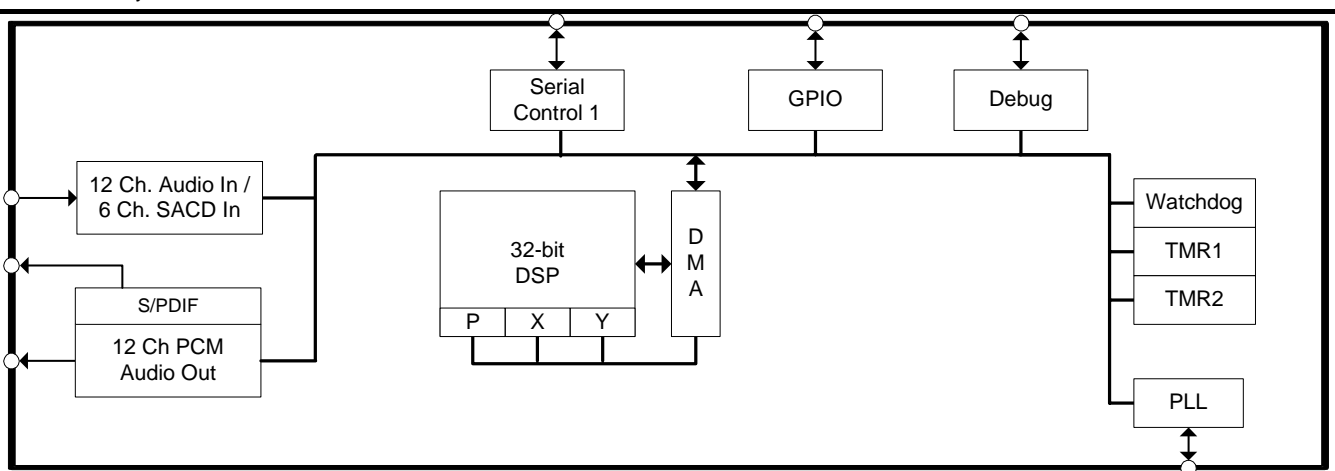 Serial
Control 1
GPIO
Debug
12 Ch. Audio In /
6 Ch. SACD In
32-bit
DSP
P X Y
D
M
A
Watchdog
TMR1
TMR2
S/PDIF
12 Ch PCM
Audio Out
PLL